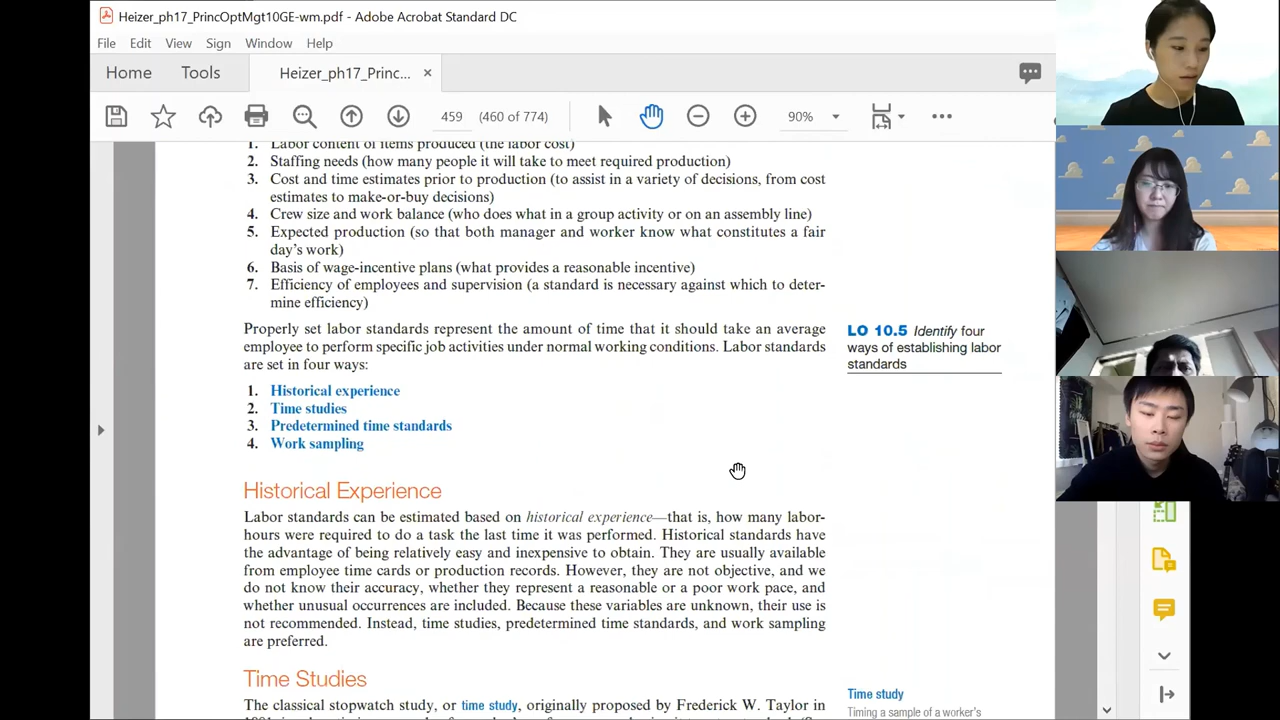 Heizer_ph17_PrincOptMgt10GE-wm.pdf - Adobe Acrobat Standard DC
File Edit View Sign Window Help
Home Tools Heizer_ph17_Princ... ×
459 (460 of 774) 90%
1. Labor content of items produced (the labor cost)
2. Staffing needs (how many people it will take to meet required production)
3. Cost and time estimates prior to production (to assist in a variety of decisions, from cost
estimates to make-or-buy decisions)
4. Crew size and work balance (who does what in a group activity or on an assembly line)
5. Expected production (so that both manager and worker know what constitutes a fair
day's work)
6. Basis of wage-incentive plans (what provides a reasonable incentive)
7. Efficiency of employees and supervision (a standard is necessary against which to deter-
mine efficiency)
Properly set labor standards represent the amount of time that it should take an average
employee to perform specific job activities under normal working conditions. Labor standards
are set in four ways:
LO 10.5 Identify four
ways of establishing labor
standards
1. Historical experience
2. Time studies
3. Predetermined time standards
4. Work sampling
Historical Experience
Labor standards can be estimated based on historical experience—that is, how many labor-
hours were required to do a task the last time it was performed. Historical standards have
the advantage of being relatively easy and inexpensive to obtain. They are usually available
from employee time cards or production records. However, they are not objective, and we
do not know their accuracy, whether they represent a reasonable or a poor work pace, and
whether unusual occurrences are included. Because these variables are unknown, their use is
not recommended. Instead, time studies, predetermined time standards, and work sampling
are preferred.
Time Studies
The classical stopwatch study, or time study, originally proposed by Frederick W. Taylor in
Time study
Timing a sample of a worker's